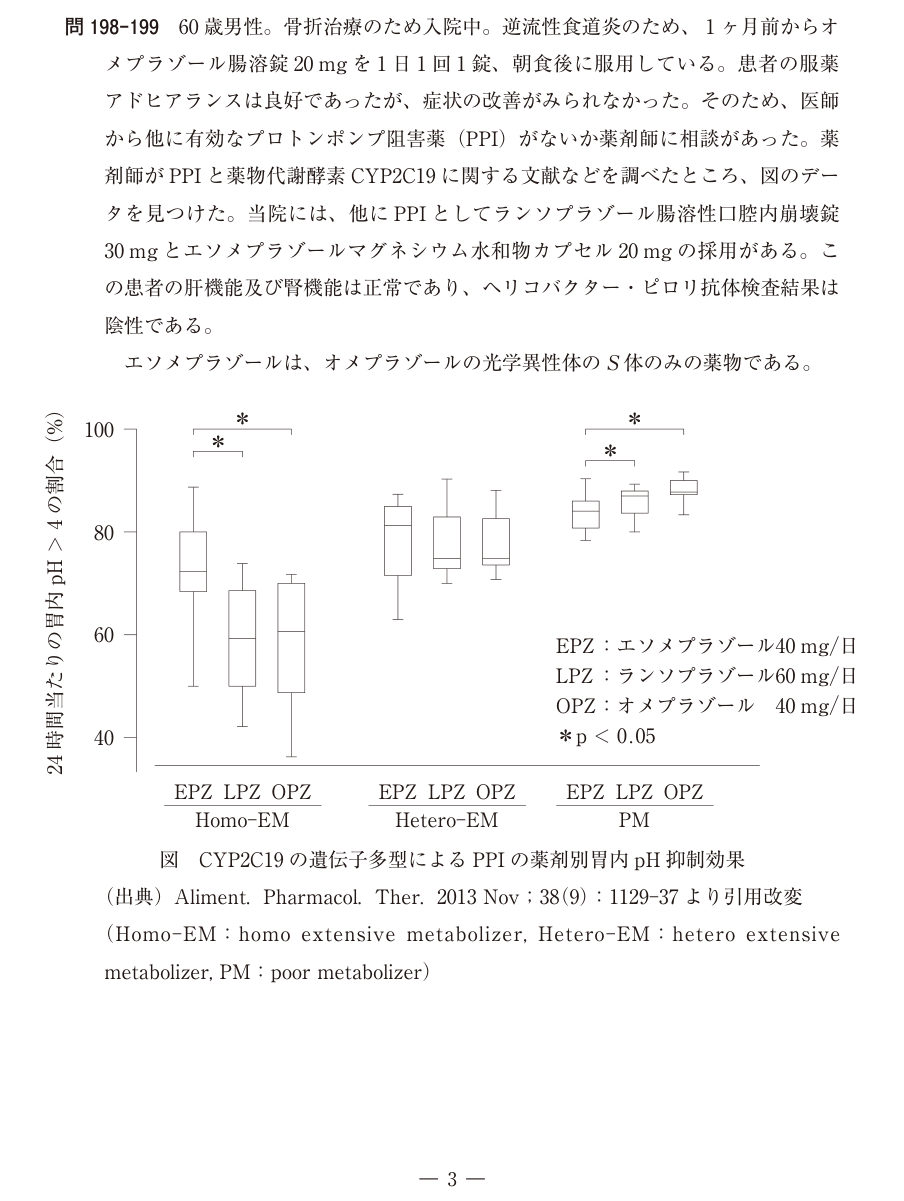 問 198-199　60 歳男性。骨折治療のため入院中。逆流性食道炎のため、１ヶ月前からオ
メプラゾール腸溶錠 20 mg を１日１回１錠、朝食後に服用している。患者の服薬
アドヒアランスは良好であったが、症状の改善がみられなかった。そのため、医師
から他に有効なプロトンポンプ阻害薬（PPI）がないか薬剤師に相談があった。薬
剤師が PPI と薬物代謝酵素 CYP2C19 に関する文献などを調べたところ、図のデー
タを見つけた。当院には、他に PPI としてランソプラゾール腸溶性口腔内崩壊錠
30 mg とエソメプラゾールマグネシウム水和物カプセル 20 mg の採用がある。こ
の患者の肝機能及び腎機能は正常であり、ヘリコバクター・ピロリ抗体検査結果は
陰性である。
エソメプラゾールは、オメプラゾールの光学異性体の S 体のみの薬物である。
24 時間当たりの胃内 pH > 4 の割合（%）
100
80
60
40
＊
＊
＊
＊
EPZ：エソメプラゾール40 mg/日
LPZ：ランソプラゾール60 mg/日
OPZ：オメプラゾール　40 mg/日
＊p < 0.05
EPZ LPZ OPZ
EPZ LPZ OPZ
EPZ LPZ OPZ
Homo-EM
Hetero-EM
PM
図　CYP2C19 の遺伝子多型による PPI の薬剤別胃内 pH 抑制効果
（出典）Aliment. Pharmacol. Ther. 2013 Nov；38(9)：1129-37 より引用改変
（Homo-EM：homo extensive metabolizer, Hetero-EM：hetero extensive
metabolizer, PM：poor metabolizer）
― 3 ―